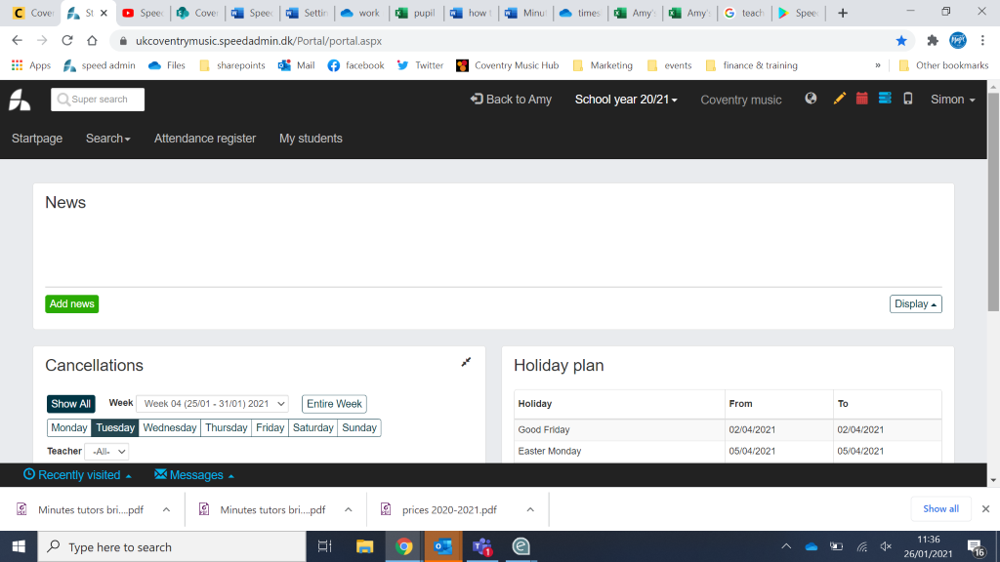 Cove
St
Speed
Cove
Speed
Settin
work
pupil
how t
Minut
times
Amy'
Amy'
teach
Speed
ukcoventrymusic.speedadmin.dk/Portal/portal.aspx
Apps speed admin Files sharepoints Mail facebook Twitter Coventry Music Hub Marketing events finance & training » Other bookmarks
Super search
Back to Amy School year 20/21 Coventry music Simon
Startpage Search Attendance register My students
News
Add news
Display
Cancellations
Show All Week Week 04 (25/01 - 31/01) 2021 Entire Week
Monday Tuesday Wednesday Thursday Friday Saturday Sunday
Teacher -All-
Holiday plan
Holiday From To
Good Friday 02/04/2021 02/04/2021
Easter Monday 05/04/2021 05/04/2021
Recently visited Messages
Minutes tutors bri....pdf Minutes tutors bri....pdf prices 2020-2021.pdf Show all
Type here to search
1
11:36
26/01/2021
16